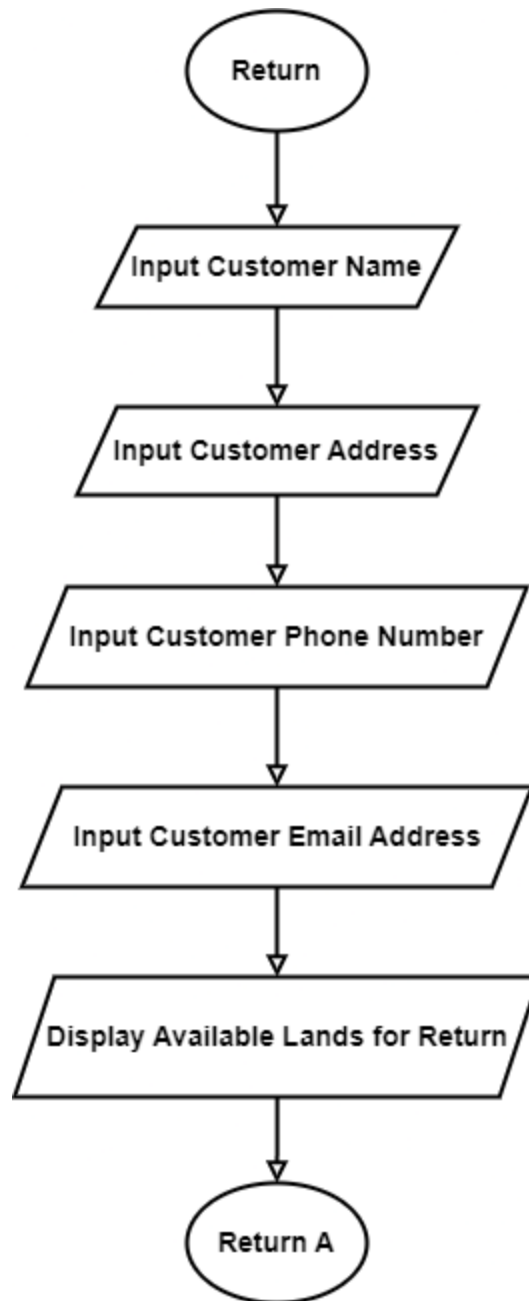 Return
Input Customer Name
Input Customer Address
Input Customer Phone Number
Input Customer Email Address
Display Available Lands for Return
Return A